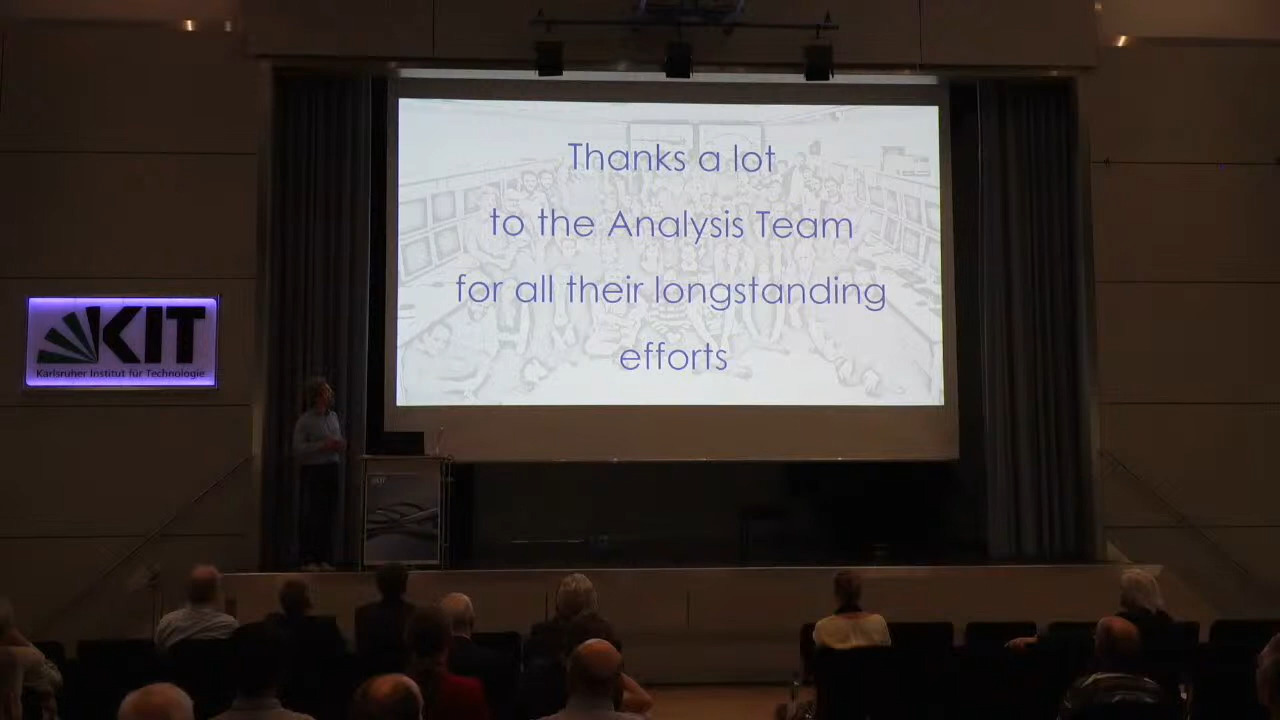 Thanks a lot
to the Analysis Team
for all their longstanding
efforts
KIT
Karlsruher Institut für Technologie